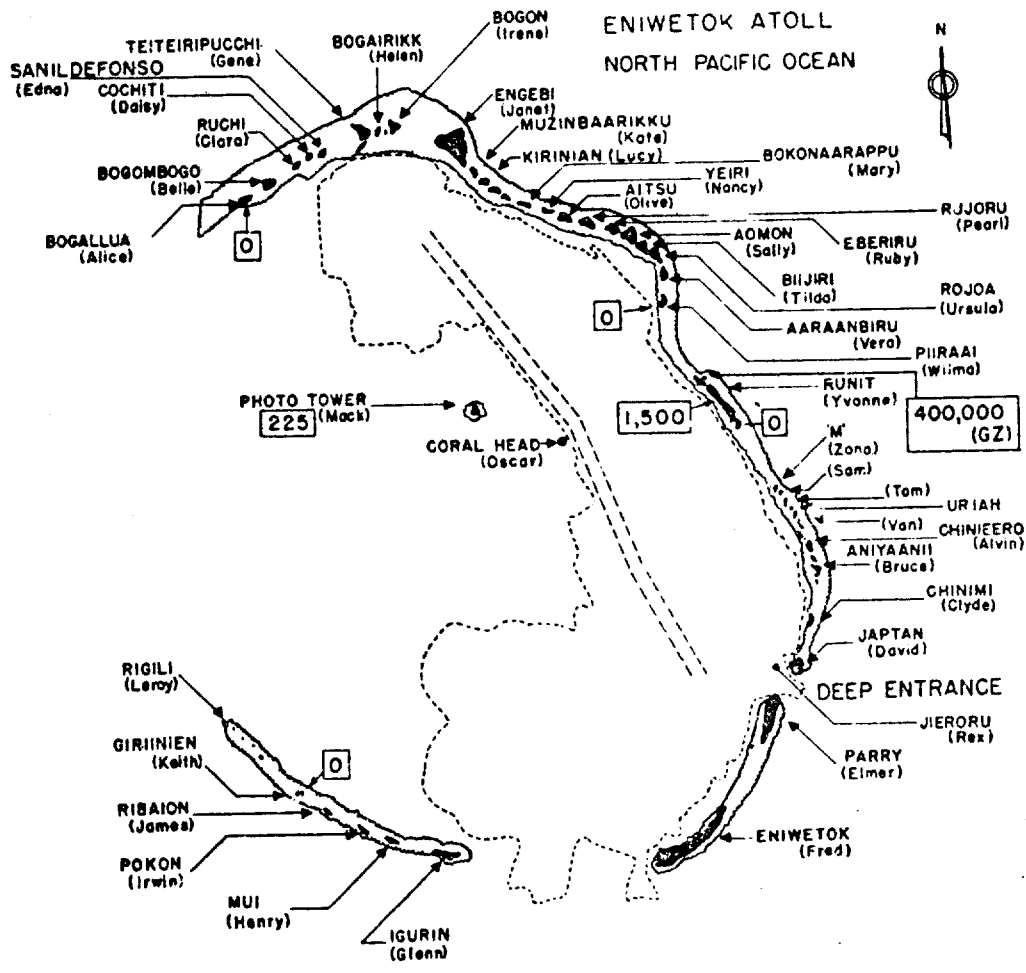 ENIWETOK ATOLL
NORTH PACIFIC OCEAN
N
BOGON
(Irene)
BOGAIRIKK
(Helen)
TEITEIRIPUCCHI
(Gene)
SANILDEFONSO
(Edna)
COCHITI
(Daisy)
RUCHI
(Clara)
BOGOMBOGO
(Belle)
BOGALLUA
(Alice)
0
ENGEBI
(Janet)
MUZINBAARIKKU
(Kate)
KIRINIAN (Lucy)
BOKONAARAPPU
(Mary)
YEIRI
(Nancy)
AITSU
(Olive)
RUJORU
(Pearl)
EBERIRU
(Ruby)
AOMON
(Sally)
BIIJIRI
(Tilda)
ROJOA
(Ursula)
0
AARAANBIRU
(Vera)
PIIRAAI
(Wilma)
RUNIT
(Yvonne)
1,500
0
400,000
(GZ)
PHOTO TOWER
(Mack)
225
CORAL HEAD
(Oscar)
'M'
(Zona)
(Sam)
(Tom)
URIAH
(Van)
CHINIEERO
(Alvin)
ANIYAANII
(Bruce)
CHINIMI
(Clyde)
JAPTAN
(David)
DEEP ENTRANCE
JIERORU
(Rex)
PARRY
(Elmer)
ENIWETOK
(Fred)
RIGILI
(Leroy)
GIRIINIEN
(Keith)
0
RIBAION
(James)
POKON
(Irwin)
MUI
(Henry)
IGURIN
(Glenn)